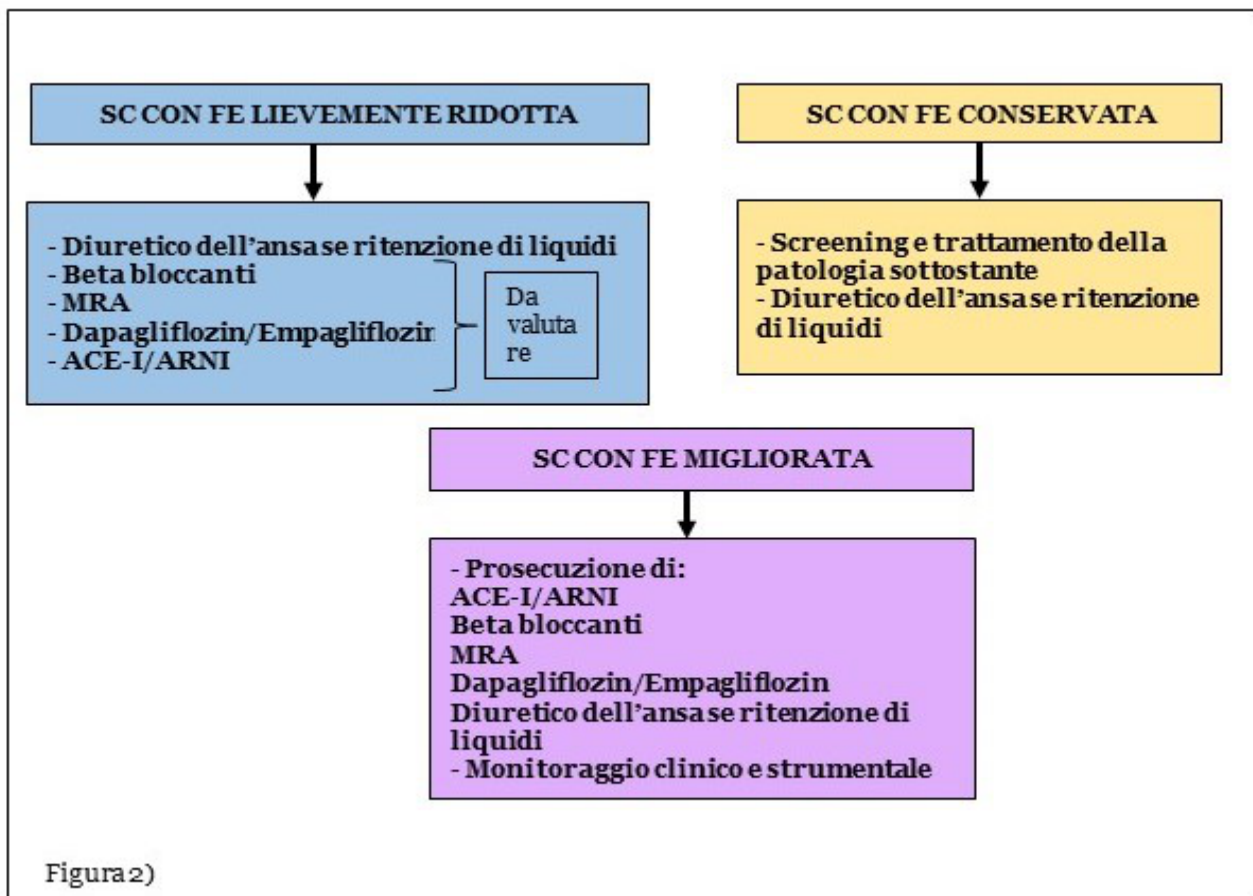 SC CON FE LIEVEMENTE RIDOTTA
- Diuretico dell'ansa se ritenzione di liquidi
- Beta bloccanti
- MRA
- Dapagliflozin/Empagliflozin
- ACE-I/ARNI
Da
valuta
re
SC CON FE CONSERVATA
- Screening e trattamento della
patologia sottostante
- Diuretico dell'ansa se ritenzione
di liquidi
SC CON FE MIGLIORATA
- Prosecuzione di:
ACE-I/ARNI
Beta bloccanti
MRA
Dapagliflozin/Empagliflozin
Diuretico dell'ansa se ritenzione di
liquidi
- Monitoraggio clinico e strumentale
Figura 2)